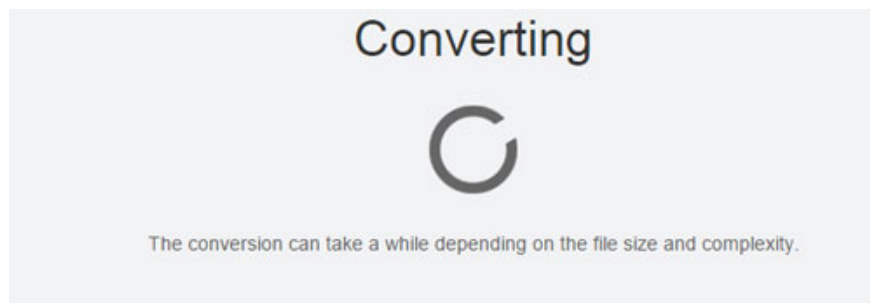 Converting
The conversion can take a while depending on the file size and complexity.